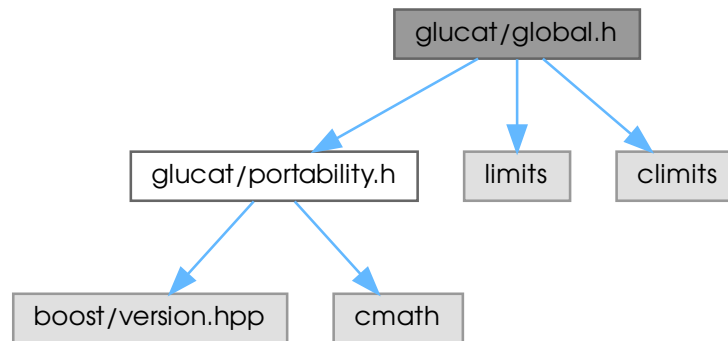 glucat/global.h
glucat/portability.h
limits
climits
boost/version.hpp
cmath